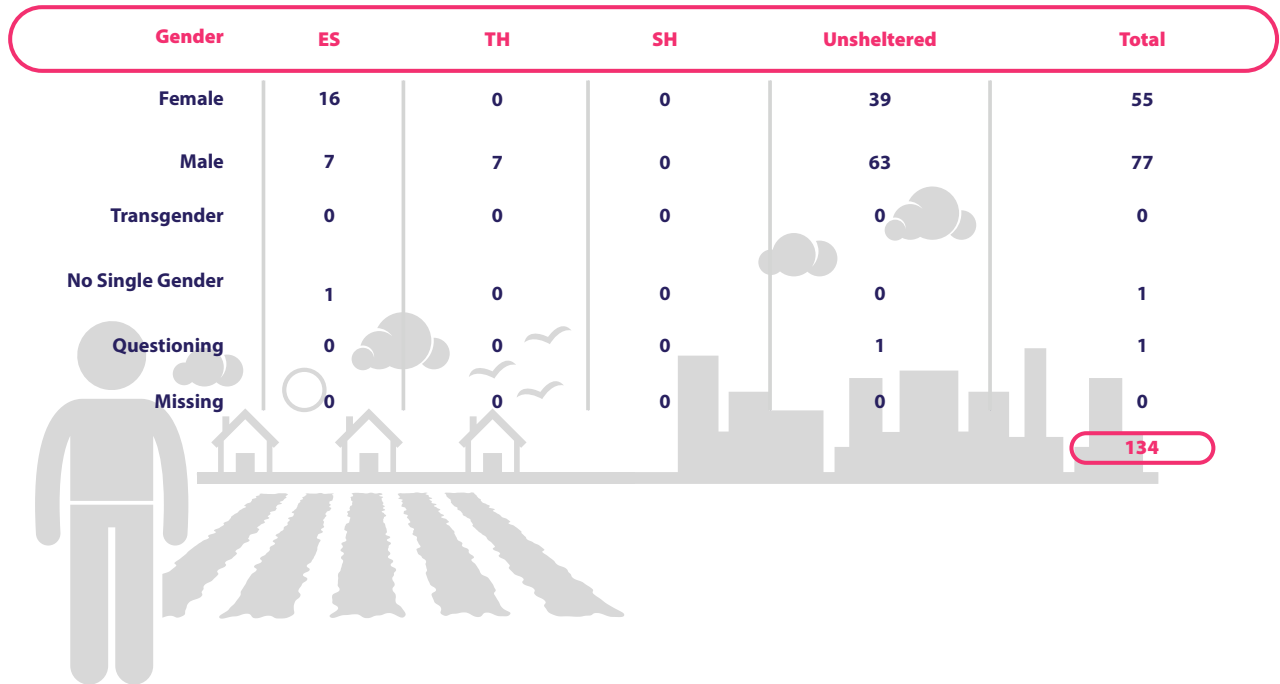 Gender ES TH SH Unsheltered Total
Female 16 0 0 39 55
Male 7 7 0 63 77
Transgender 0 0 0 0 0
No Single Gender 1 0 0 0 1
Questioning 0 0 0 1 1
Missing 0 0 0 0 0
134